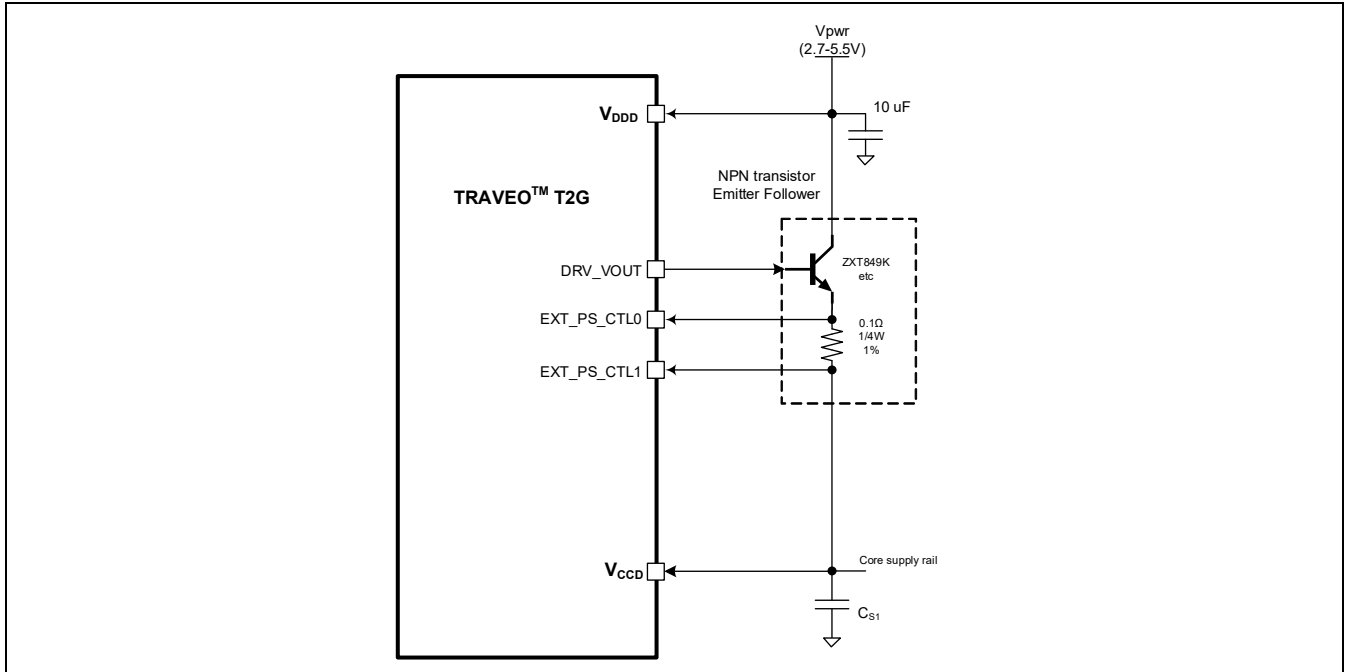 Vpwr
(2.7-5.5V)
VDDD
10 uF
NPN transistor
Emitter Follower
TRAVEO™ T2G
DRV_VOUT
ZXT849K
etc
EXT_PS_CTL0
0.1Ω
1/4W
1%
EXT_PS_CTL1
VCCD
Core supply rail
CS1